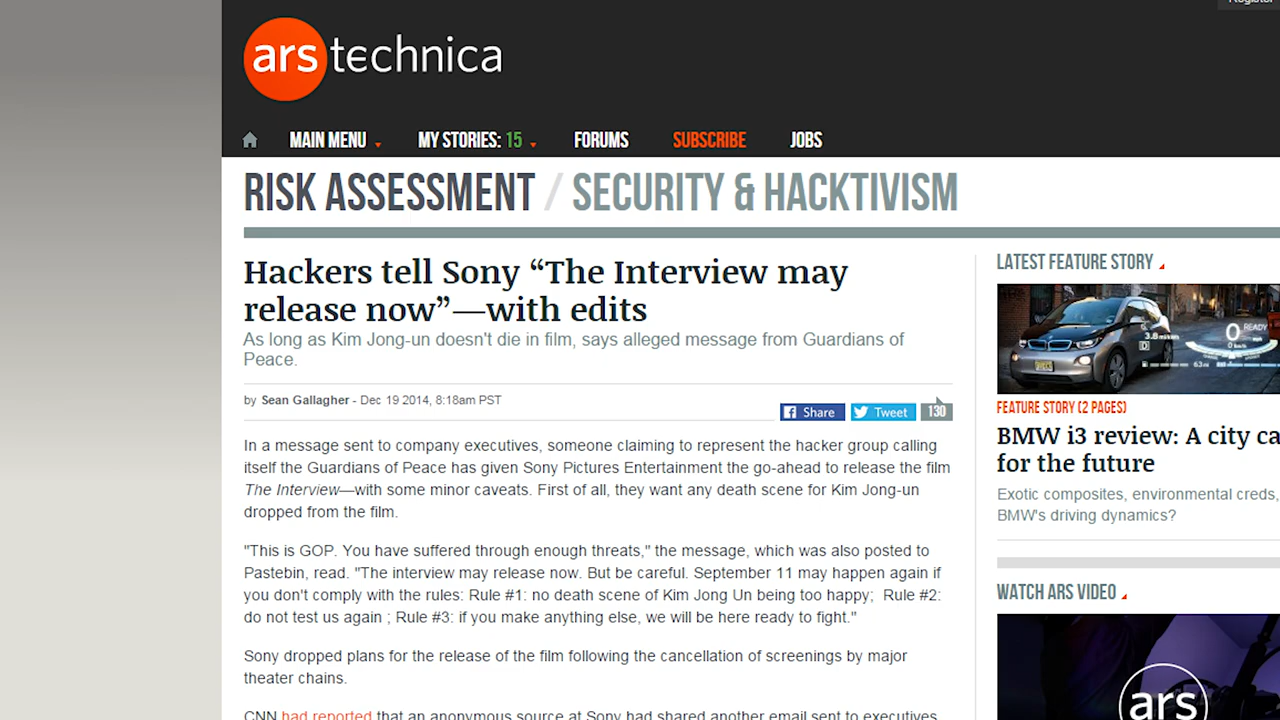 Register
ars technica
MAIN MENU
MY STORIES: 15
FORUMS
SUBSCRIBE
JOBS
RISK ASSESSMENT / SECURITY & HACKTIVISM
Hackers tell Sony “The Interview may
release now”—with edits
As long as Kim Jong-un doesn't die in film, says alleged message from Guardians of
Peace.
by Sean Gallagher - Dec 19 2014, 8:18am PST
Share
Tweet
130
In a message sent to company executives, someone claiming to represent the hacker group calling
itself the Guardians of Peace has given Sony Pictures Entertainment the go-ahead to release the film
The Interview—with some minor caveats. First of all, they want any death scene for Kim Jong-un
dropped from the film.
"This is GOP. You have suffered through enough threats," the message, which was also posted to
Pastebin, read. "The interview may release now. But be careful. September 11 may happen again if
you don't comply with the rules: Rule #1: no death scene of Kim Jong Un being too happy;  Rule #2:
do not test us again ; Rule #3: if you make anything else, we will be here ready to fight."
Sony dropped plans for the release of the film following the cancellation of screenings by major
theater chains.
CNN had reported that an anonymous source at Sony had shared another email sent to executives
LATEST FEATURE STORY
READY
FEATURE STORY (2 PAGES)
BMW i3 review: A city ca
for the future
Exotic composites, environmental creds,
BMW's driving dynamics?
WATCH ARS VIDEO
ars